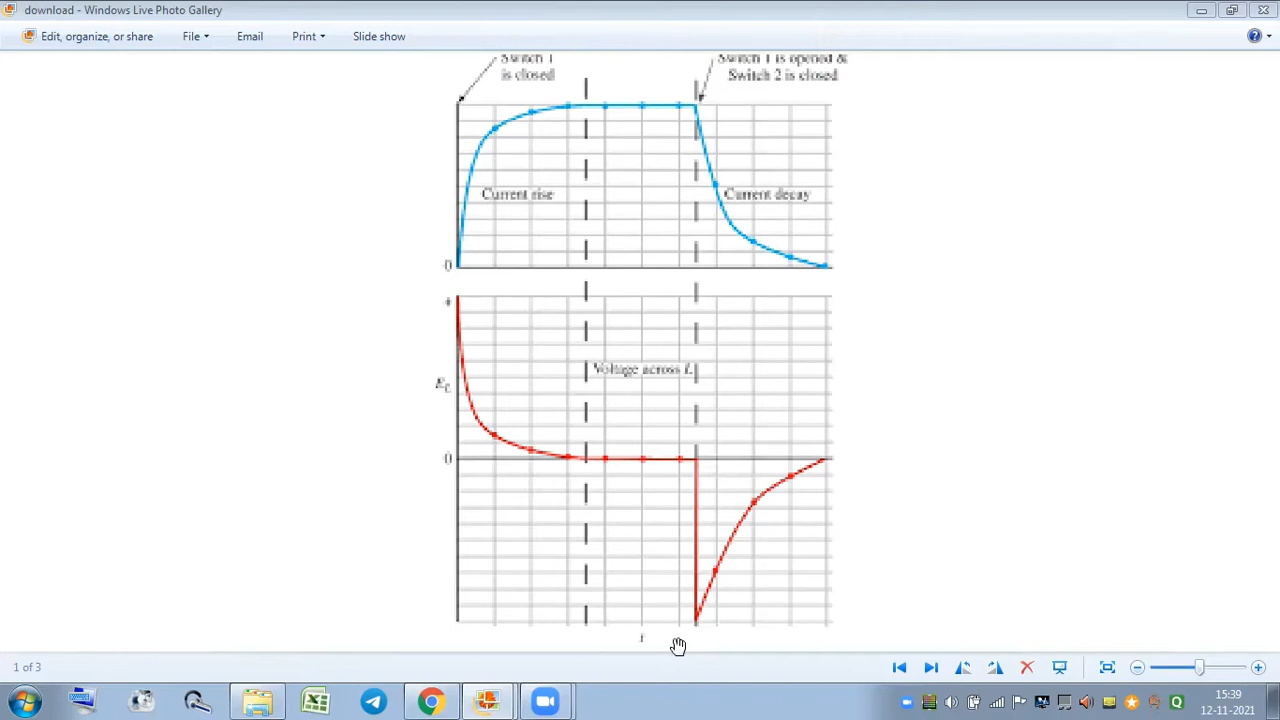 download - Windows Live Photo Gallery
Edit, organize, or share
File
Email
Print
Slide show
Switch 1
is closed
Switch 1 is opened &
Switch 2 is closed
Current rise
Current decay
0
+
Voltage across L
0
t
1 of 3
15:39
12-11-2021